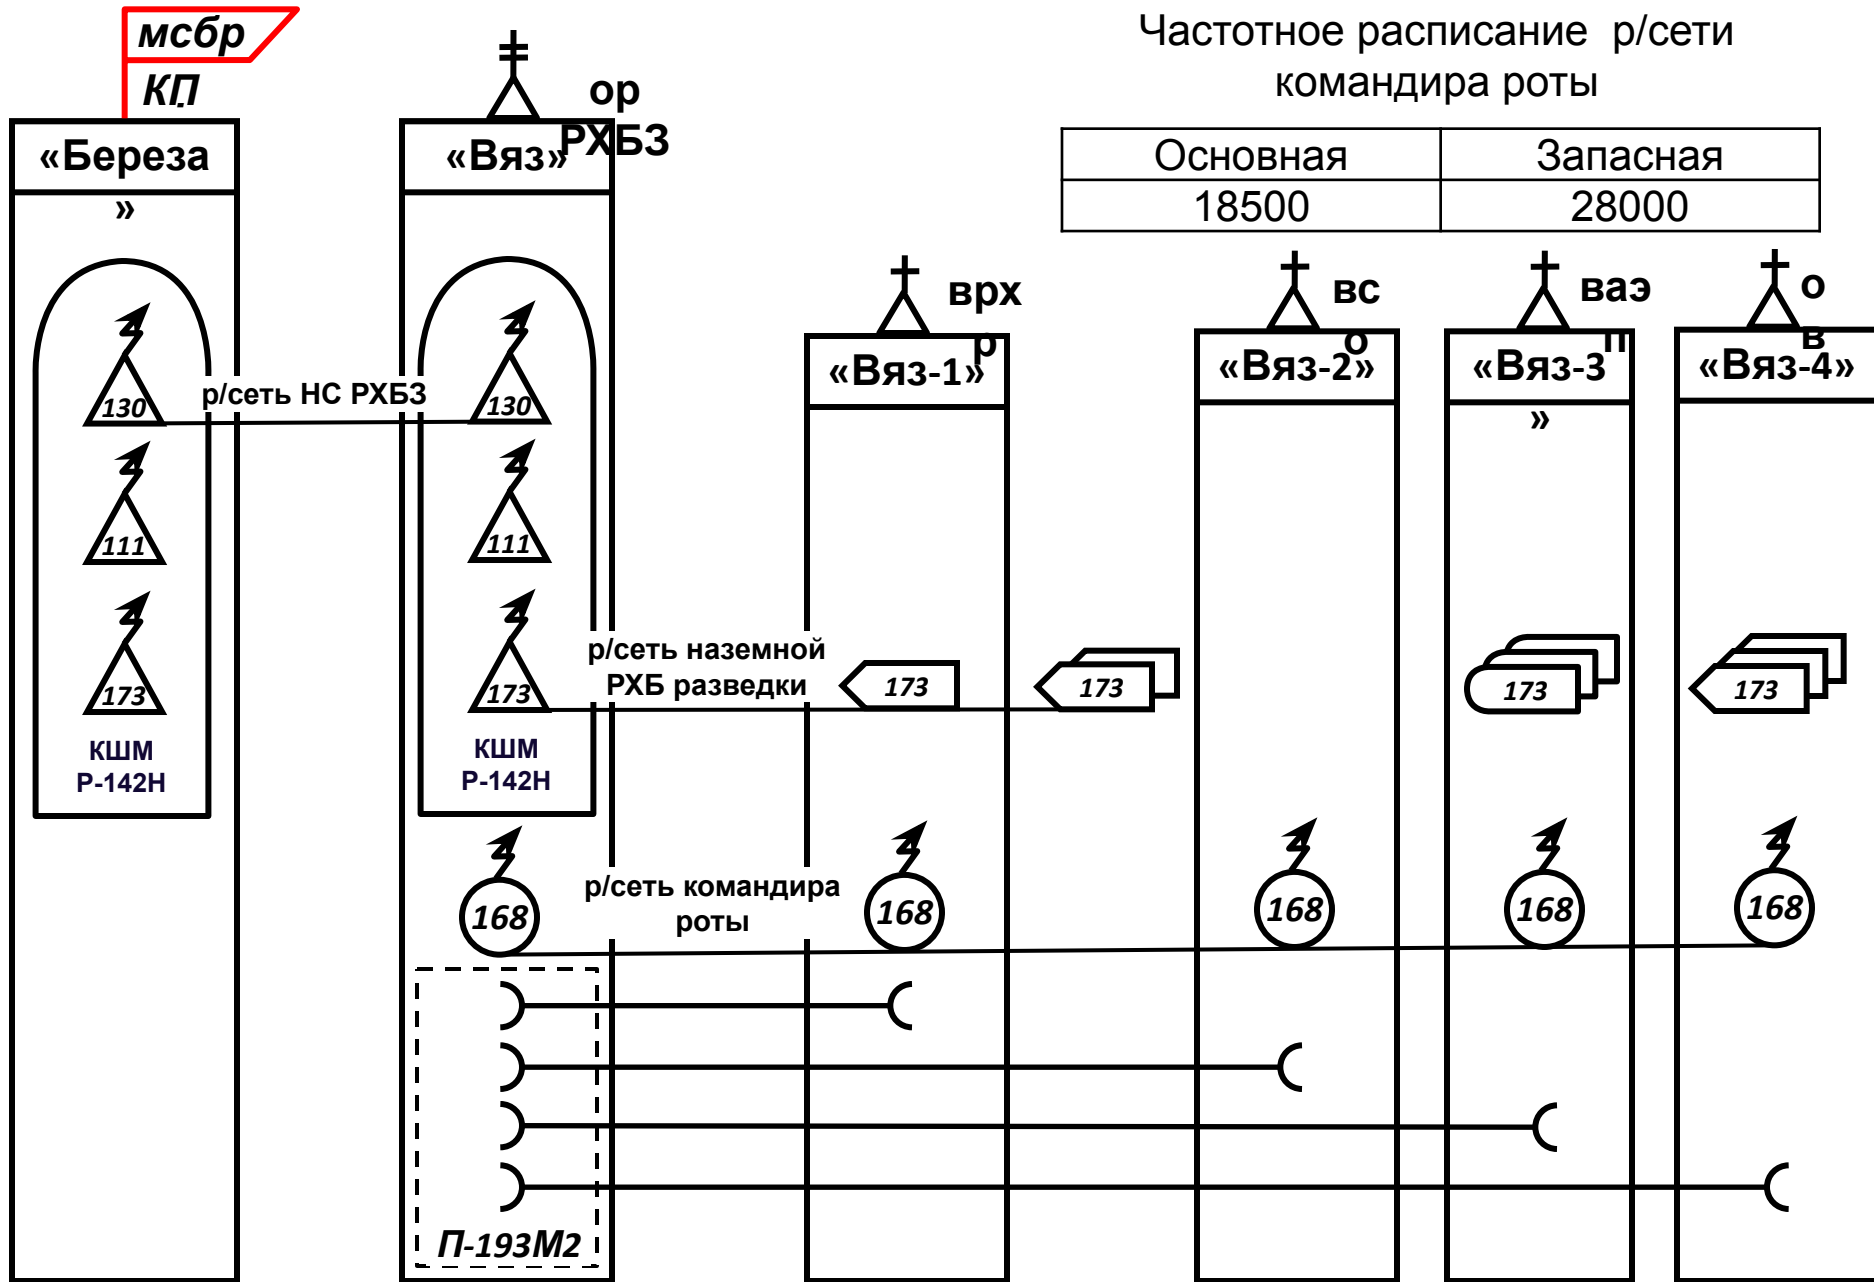 мсбр
КП
Частотное расписание р/сети
командира роты
Основная Запасная
18500 28000
ор
РХБЗ
«Береза
»
«Вяз»
врх
р
«Вяз-1»
вс
о
«Вяз-2»
ваэ
п
«Вяз-3
»
о
в
«Вяз-4»
р/сеть НС РХБЗ
130 130
111 111
р/сеть наземной
РХБ разведки
173 173 173 173 173 173
КШМ
Р-142Н
КШМ
Р-142Н
р/сеть командира
роты
168 168 168 168 168
П-193М2